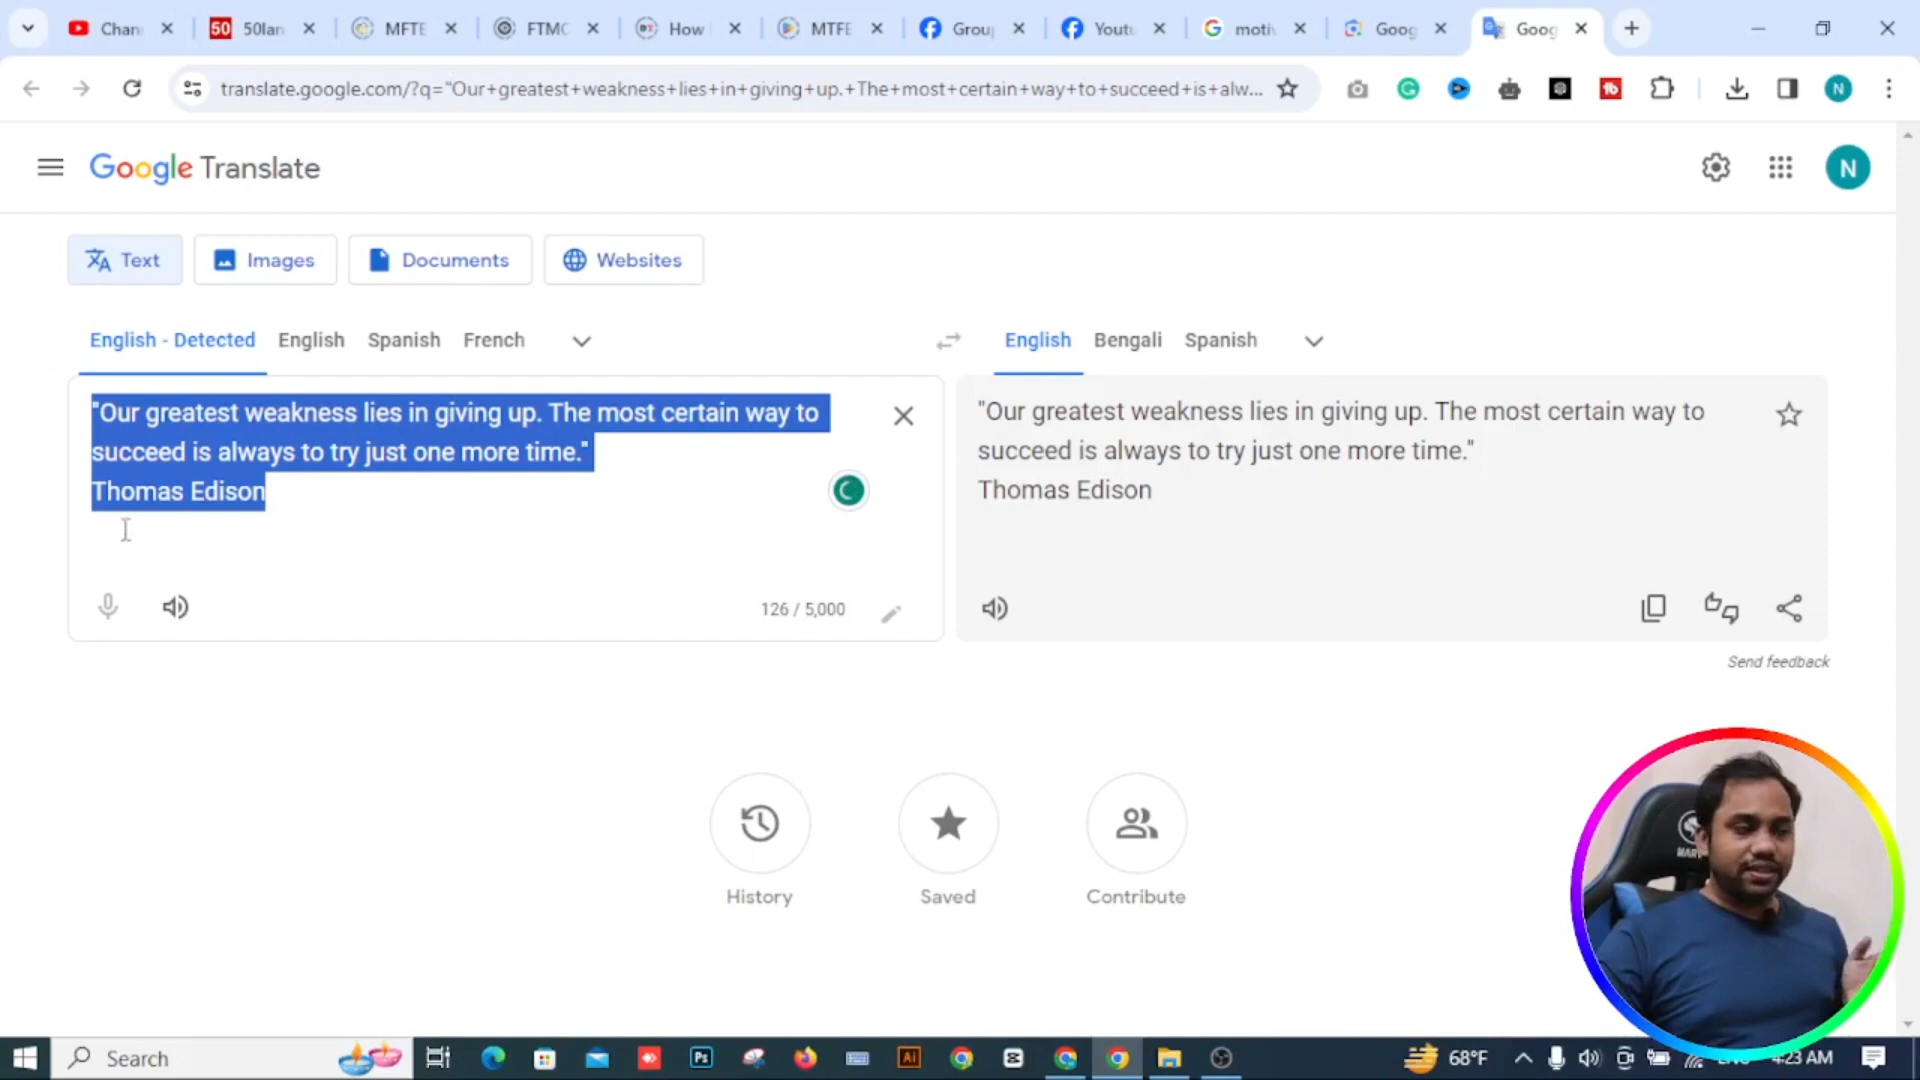 Chan
50 50lan
MFTE
FTMC
How
MTFE
Grou
Yout
motiv
Goog
Goog
translate.google.com/?q="Our+greatest+weakness+lies+in+giving+up.+The+most+certain+way+to+succeed+is+alw...
N
Google Translate
N
Text
Images
Documents
Websites
English - Detected
English
Spanish
French
English
Bengali
Spanish
"Our greatest weakness lies in giving up. The most certain way to
succeed is always to try just one more time."
Thomas Edison
126 / 5,000
"Our greatest weakness lies in giving up. The most certain way to
succeed is always to try just one more time."
Thomas Edison
Send feedback
History
Saved
Contribute
Search
Ps
Ai
68°F
4:23 AM